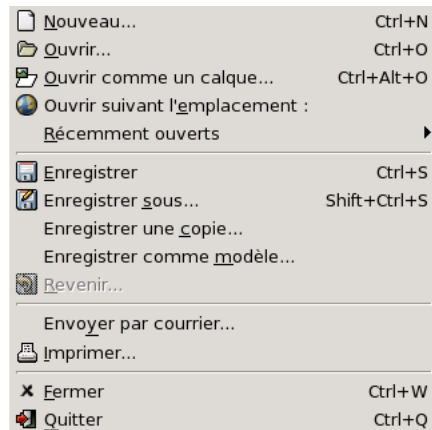 Nouveau... Ctrl+N
Ouvrir... Ctrl+O
Ouvrir comme un calque... Ctrl+Alt+O
Ouvrir suivant l'emplacement :
Récemment ouverts
Enregistrer Ctrl+S
Enregistrer sous... Shift+Ctrl+S
Enregistrer une copie...
Enregistrer comme modèle...
Revenir...
Envoyer par courrier...
Imprimer...
Fermer Ctrl+W
Quitter Ctrl+Q